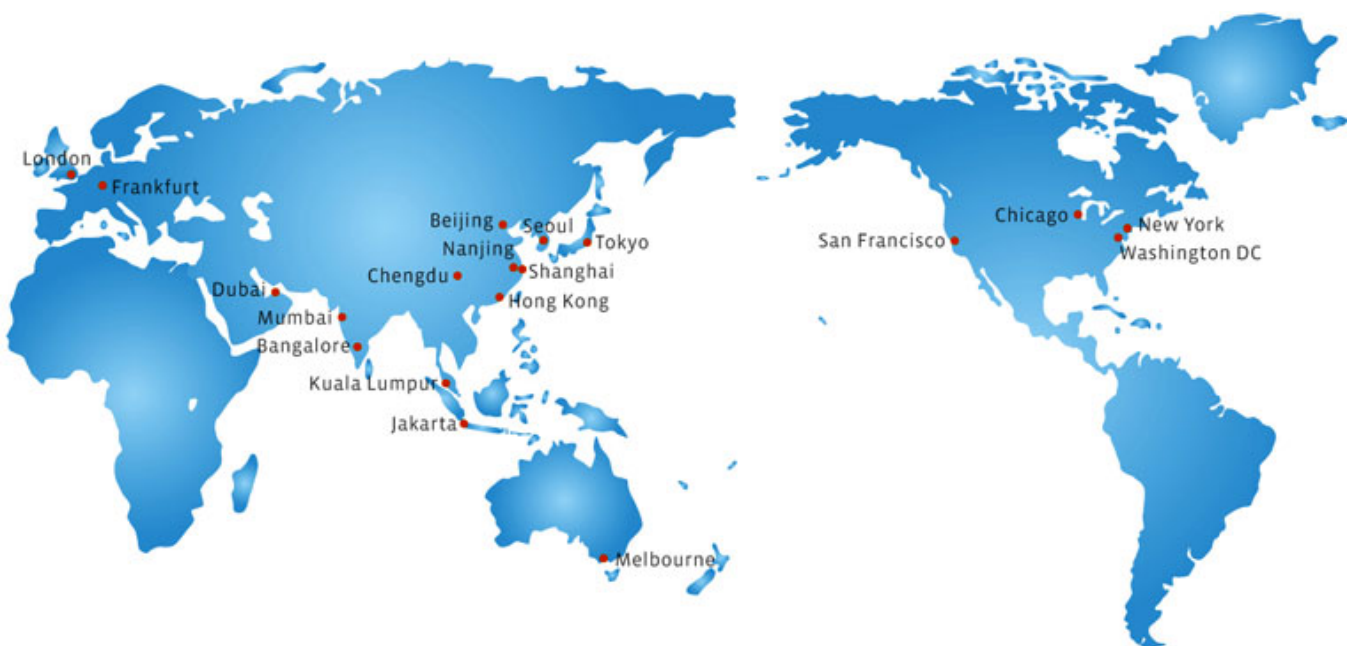 London
Frankfurt
Beijing
Seoul
Nanjing
Tokyo
Chengdu
Shanghai
Dubai
Hong Kong
Mumbai
Bangalore
Kuala Lumpur
Jakarta
Melbourne
Chicago
New York
San Francisco
Washington DC